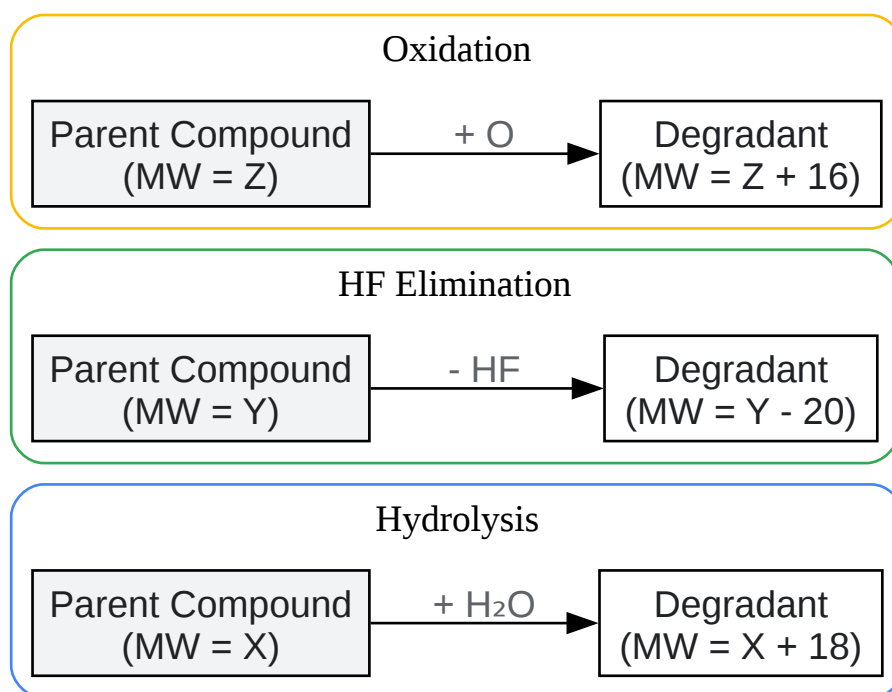 Oxidation
Parent Compound
(MW = Z)
+ O
Degradant
(MW = Z + 16)
HF Elimination
Parent Compound
(MW = Y)
- HF
Degradant
(MW = Y - 20)
Hydrolysis
Parent Compound
(MW = X)
+ H₂O
Degradant
(MW = X + 18)